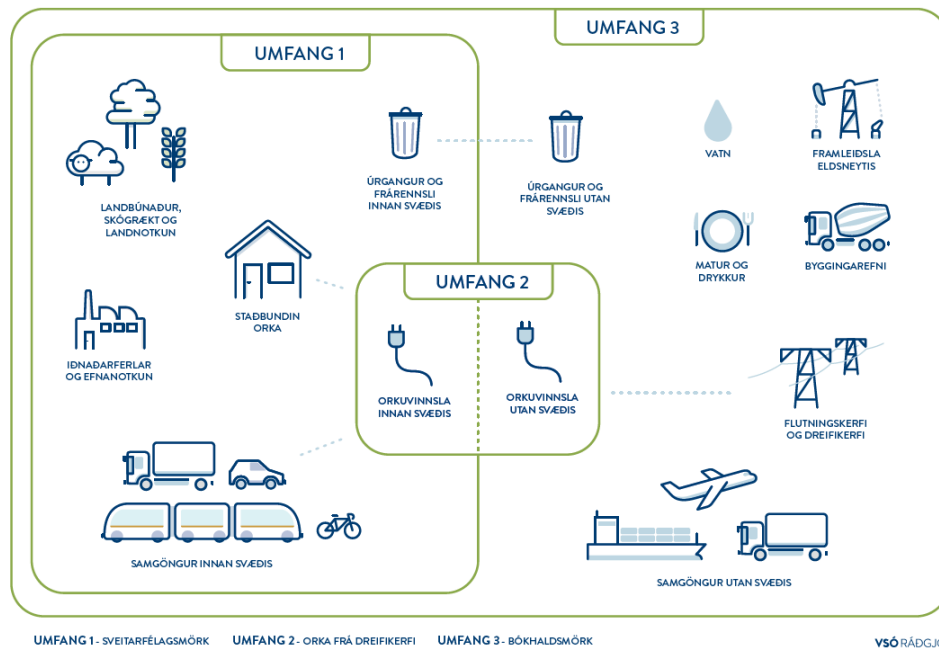 UMFANG 1
UMFANG 3
LANDBÚNAÐUR,
SKÓGRÆKT OG
LANDNOTKUN
ÚRGANGUR OG
FRÁRENNSLI
INNAN SVÆÐIS
ÚRGANGUR OG
FRÁRENNSLI UTAN
SVÆÐIS
VATN
FRAMLEIÐSLA
ELDSNEYTIS
STAÐBUNDIN
ORKA
UMFANG 2
MATUR OG
DRYKKUR
BYGGINGAREFNI
IÐNAÐARFERLAR
OG EFNANOTKUN
ORKUVINNSLA
INNAN SVÆÐIS
ORKUVINNSLA
UTAN SVÆÐIS
FLUTNINGSKERFI
OG DREIFIKERFI
SAMGÖNGUR INNAN SVÆÐIS
SAMGÖNGUR UTAN SVÆÐIS
UMFANG 1 - SVEITARFÉLAGSMÖRK UMFANG 2 - ORKA FRÁ DREIFIKERFI UMFANG 3 - BÓKHALDSMÖRK
VSÓ